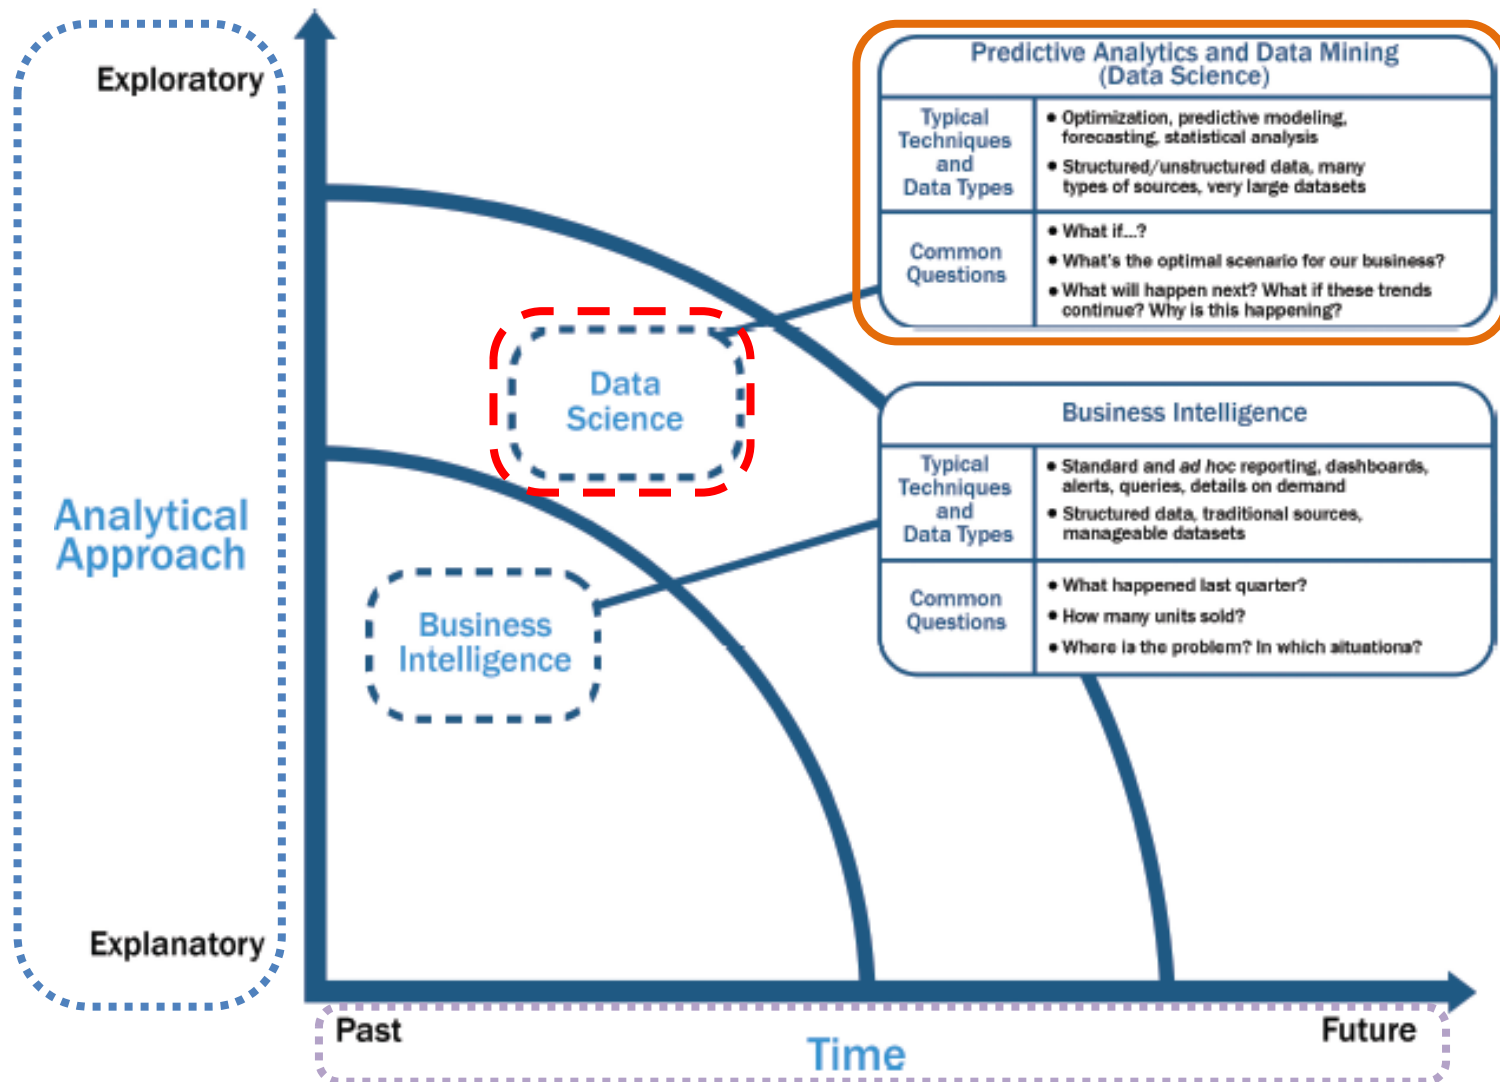 Exploratory
Analytical
Approach
Explanatory
Past
Time
Future
Data
Science
Business
Intelligence
Predictive Analytics and Data Mining
(Data Science)
Typical
Techniques
and
Data Types
• Optimization, predictive modeling,
forecasting, statistical analysis
• Structured/unstructured data, many
types of sources, very large datasets
Common
Questions
• What if...?
• What's the optimal scenario for our business?
• What will happen next? What if these trends
continue? Why is this happening?
Business Intelligence
Typical
Techniques
and
Data Types
• Standard and ad hoc reporting, dashboards,
alerts, queries, details on demand
• Structured data, traditional sources,
manageable datasets
Common
Questions
• What happened last quarter?
• How many units sold?
• Where is the problem? In which situations?